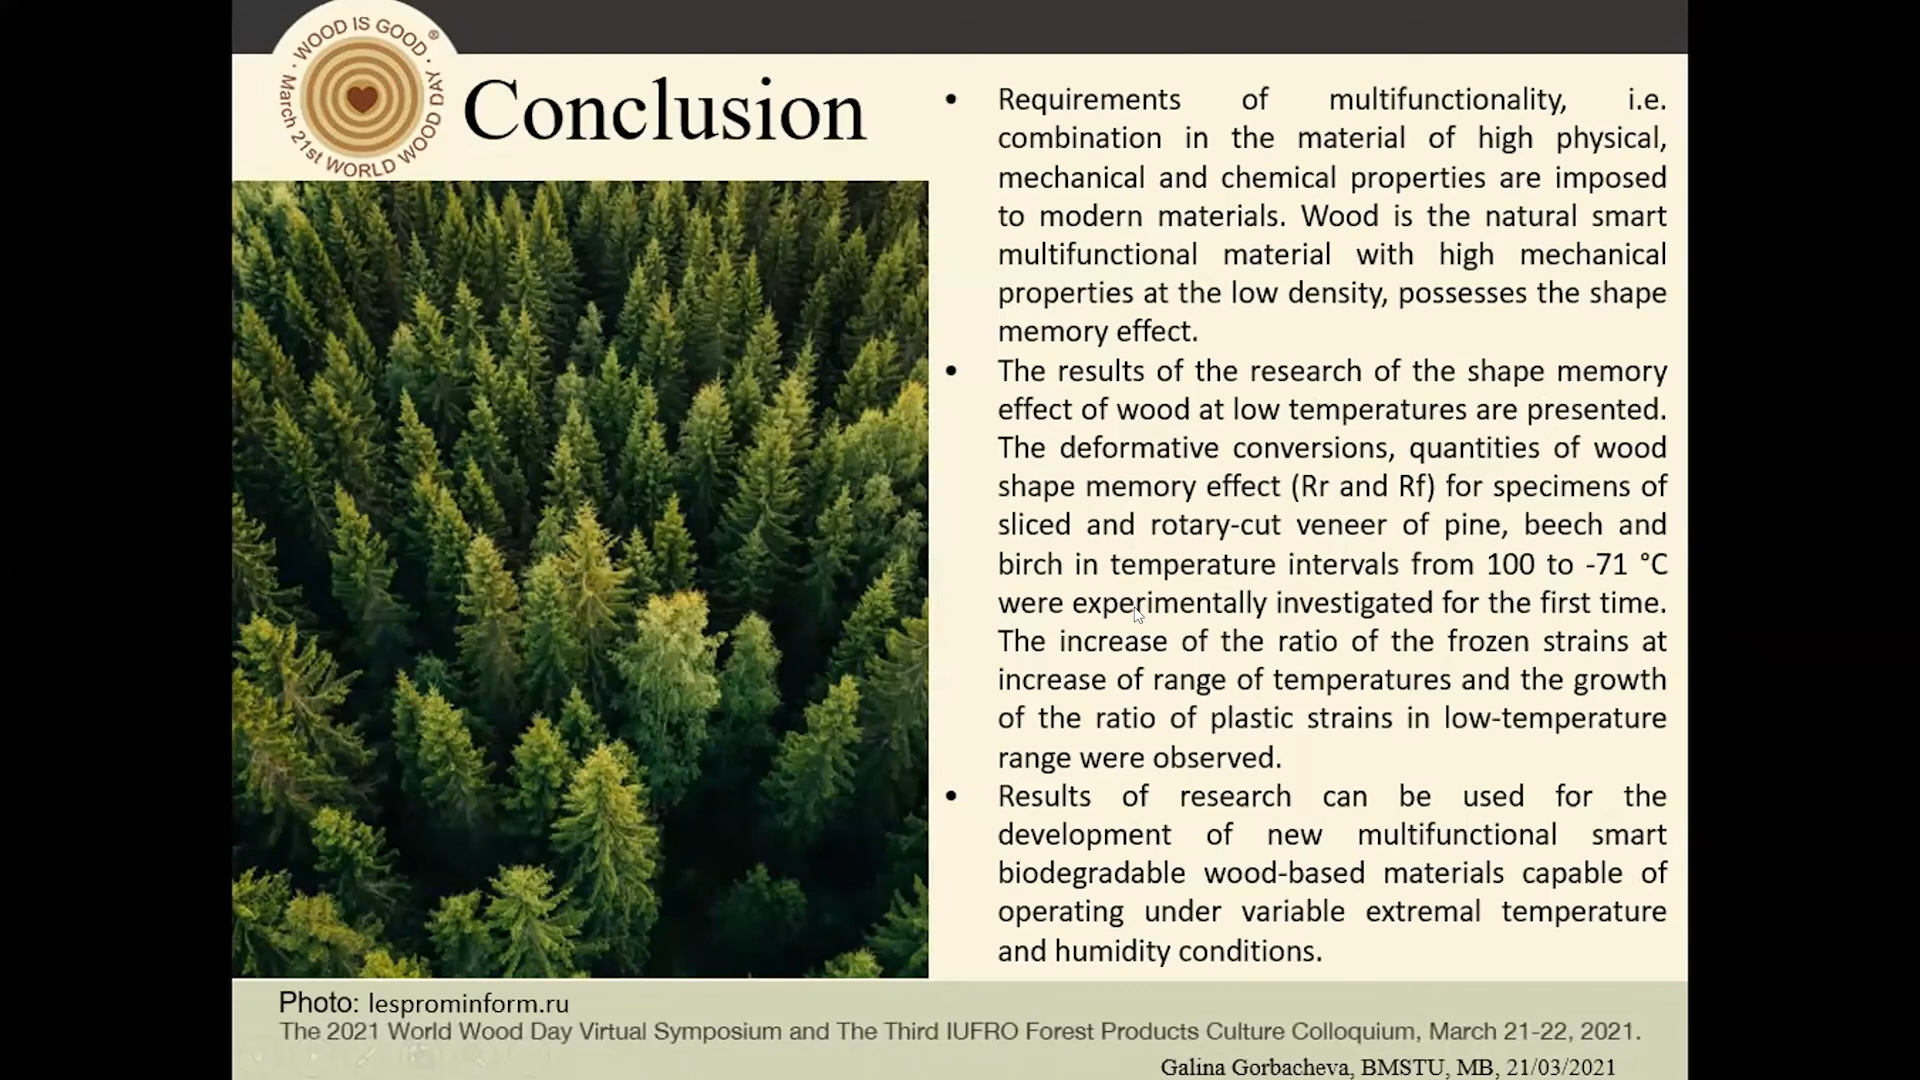 WOOD IS GOOD ®
March 21st WORLD WOOD DAY
Conclusion
• Requirements of multifunctionality, i.e.
combination in the material of high physical,
mechanical and chemical properties are imposed
to modern materials. Wood is the natural smart
multifunctional material with high mechanical
properties at the low density, possesses the shape
memory effect.
• The results of the research of the shape memory
effect of wood at low temperatures are presented.
The deformative conversions, quantities of wood
shape memory effect (Rr and Rf) for specimens of
sliced and rotary-cut veneer of pine, beech and
birch in temperature intervals from 100 to -71 °C
were experimentally investigated for the first time.
The increase of the ratio of the frozen strains at
increase of range of temperatures and the growth
of the ratio of plastic strains in low-temperature
range were observed.
• Results of research can be used for the
development of new multifunctional smart
biodegradable wood-based materials capable of
operating under variable extremal temperature
and humidity conditions.
Photo: lesprominform.ru
The 2021 World Wood Day Virtual Symposium and The Third IUFRO Forest Products Culture Colloquium, March 21-22, 2021.
Galina Gorbacheva, BMSTU, MB, 21/03/2021